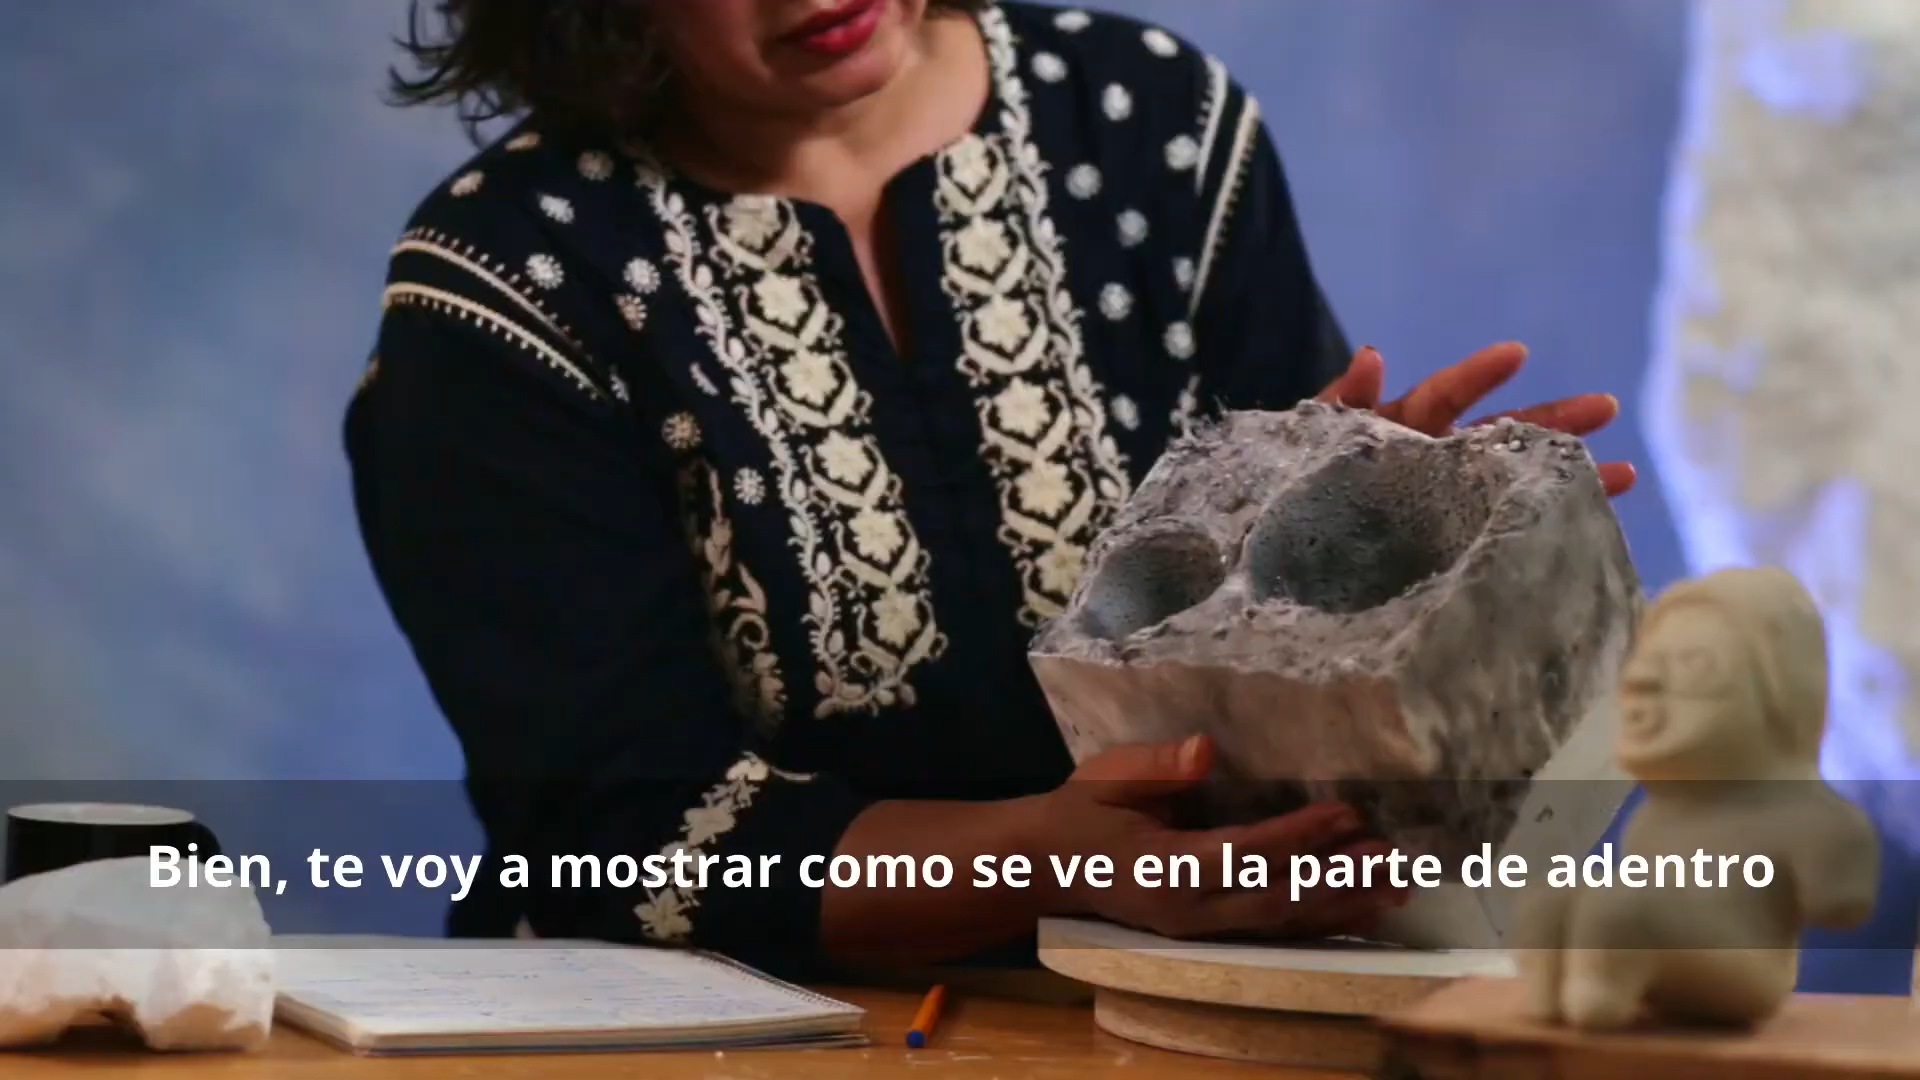 Bien, te voy a mostrar como se ve en la parte de adentro